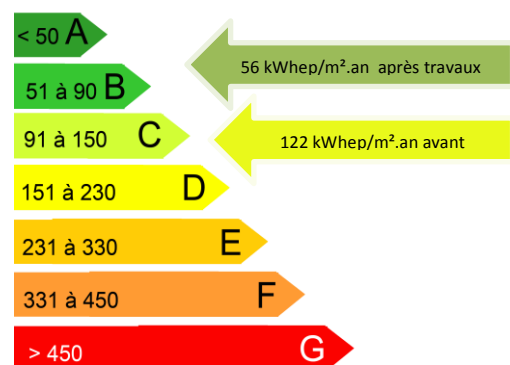 < 50 A
56 kWhep/m².an après travaux
51 à 90 B
91 à 150 C
122 kWhep/m².an avant
151 à 230 D
231 à 330 E
331 à 450 F
> 450 G